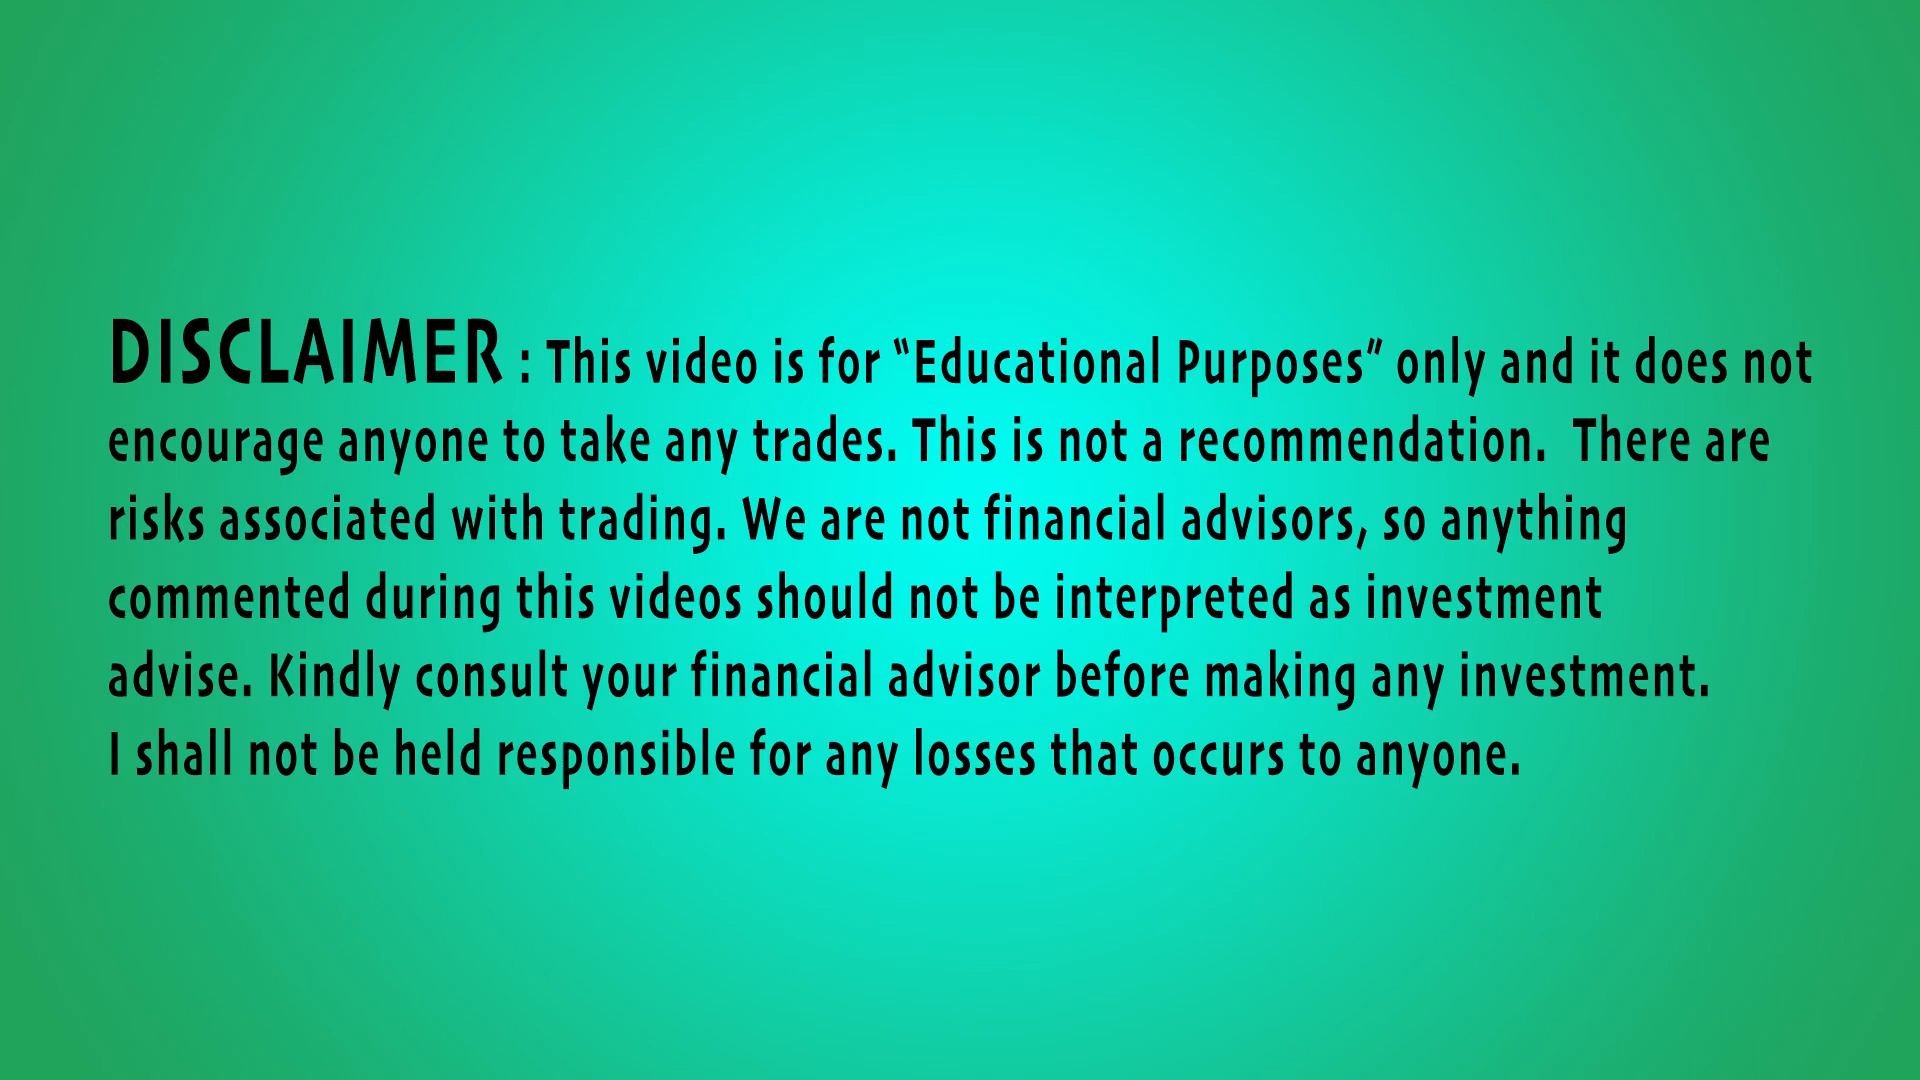 DISCLAIMER : This video is for “Educational Purposes” only and it does not
encourage anyone to take any trades. This is not a recommendation.  There are
risks associated with trading. We are not financial advisors, so anything
commented during this videos should not be interpreted as investment
advise. Kindly consult your financial advisor before making any investment.
I shall not be held responsible for any losses that occurs to anyone.